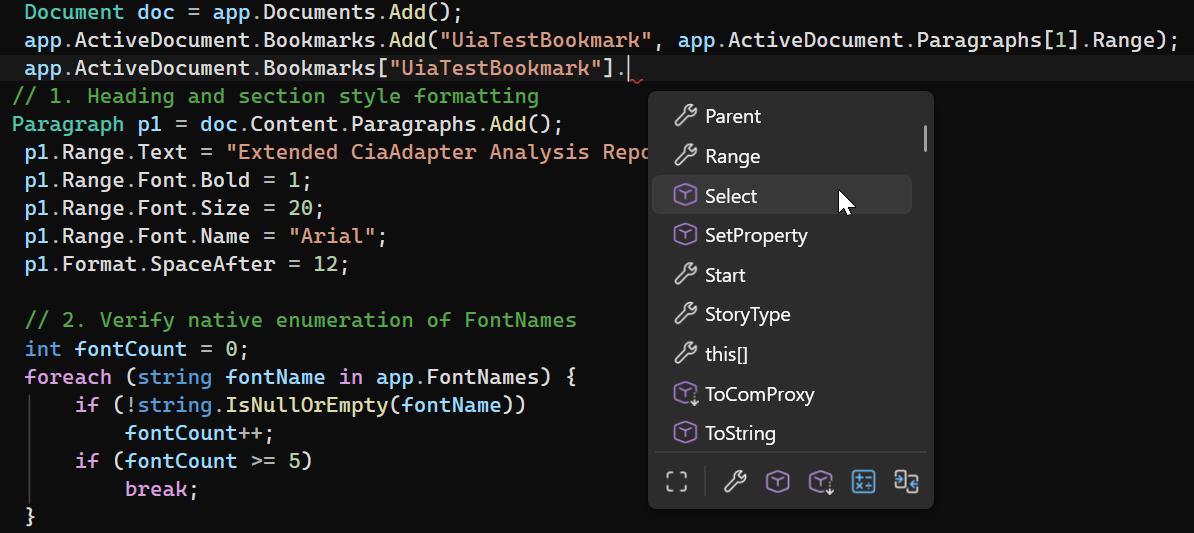 Document doc = app.Documents.Add();
app.ActiveDocument.Bookmarks.Add("UiaTestBookmark", app.ActiveDocument.Paragraphs[1].Range);
app.ActiveDocument.Bookmarks["UiaTestBookmark"].
// 1. Heading and section style formatting
Paragraph p1 = doc.Content.Paragraphs.Add();
p1.Range.Text = "Extended CiaAdapter Analysis Repo
p1.Range.Font.Bold = 1;
p1.Range.Font.Size = 20;
p1.Range.Font.Name = "Arial";
p1.Format.SpaceAfter = 12;
// 2. Verify native enumeration of FontNames
int fontCount = 0;
foreach (string fontName in app.FontNames) {
if (!string.IsNullOrEmpty(fontName))
fontCount++;
if (fontCount >= 5)
break;
}
Parent
Range
Select
SetProperty
Start
StoryType
this[]
ToComProxy
ToString